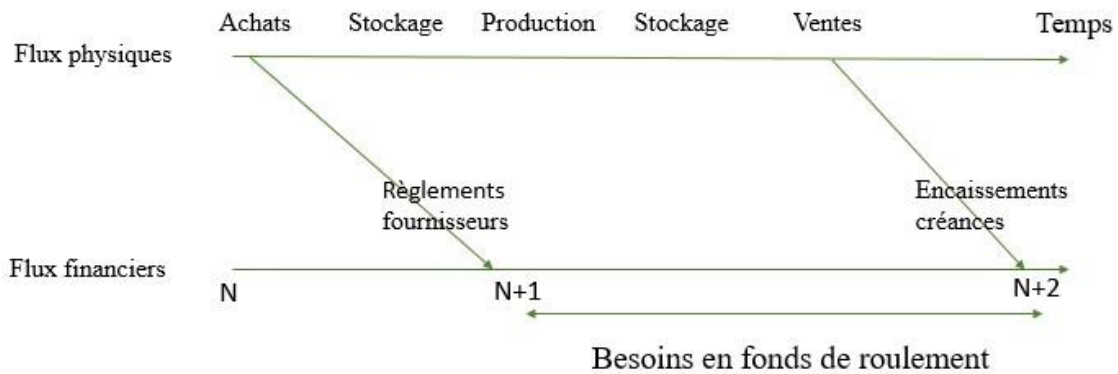 Achats Stockage Production Stockage Ventes Temps
Flux physiques
Règlements
fournisseurs
Encaissements
créances
Flux financiers
N N+1 N+2
Besoins en fonds de roulement